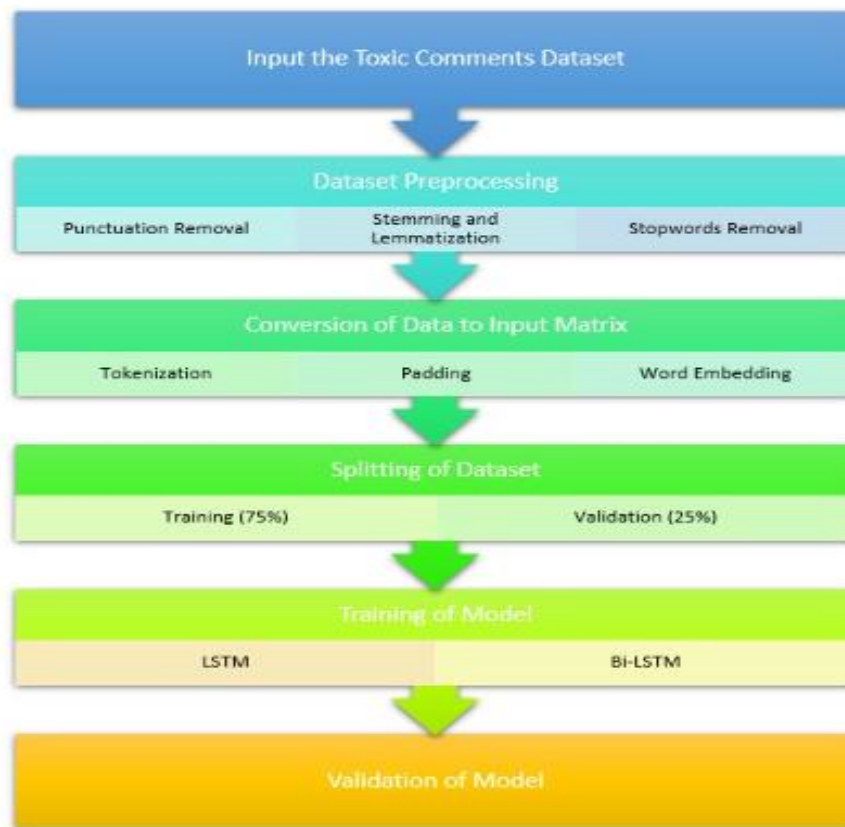 Input the Toxic Comments Dataset
Dataset Preprocessing
Punctuation Removal
Stemming and
Lemmatization
Stopwords Removal
Conversion of Data to Input Matrix
Tokenization
Padding
Word Embedding
Splitting of Dataset
Training (75%)
Validation (25%)
Training of Model
LSTM
Bi-LSTM
Validation of Model